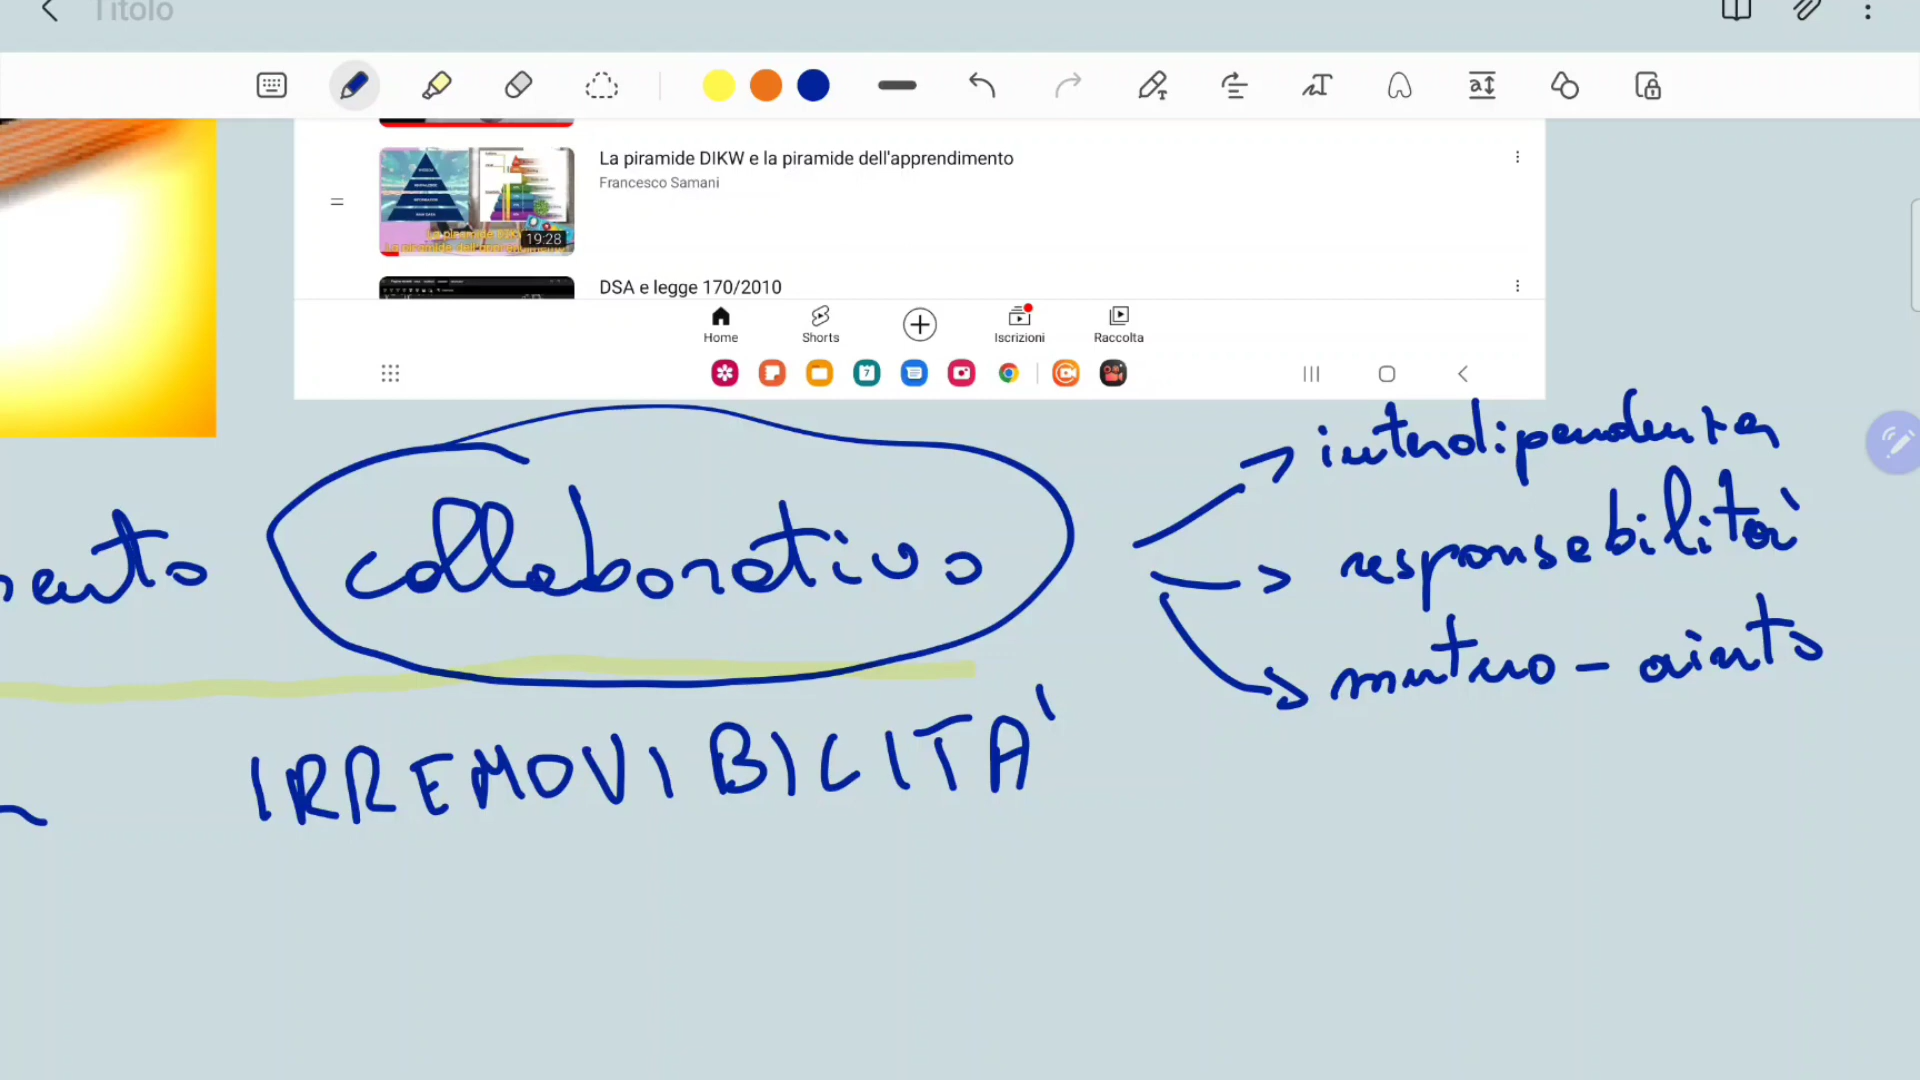 Titolo
La piramide DIKW e la piramide dell'apprendimento
Francesco Samani
19:28
DSA e legge 170/2010
Home
Shorts
Iscrizioni
Raccolta
7
interdipendenza
collaborativo
responsabilità
mutuo - aiuto
IRREMOVIBILITA'